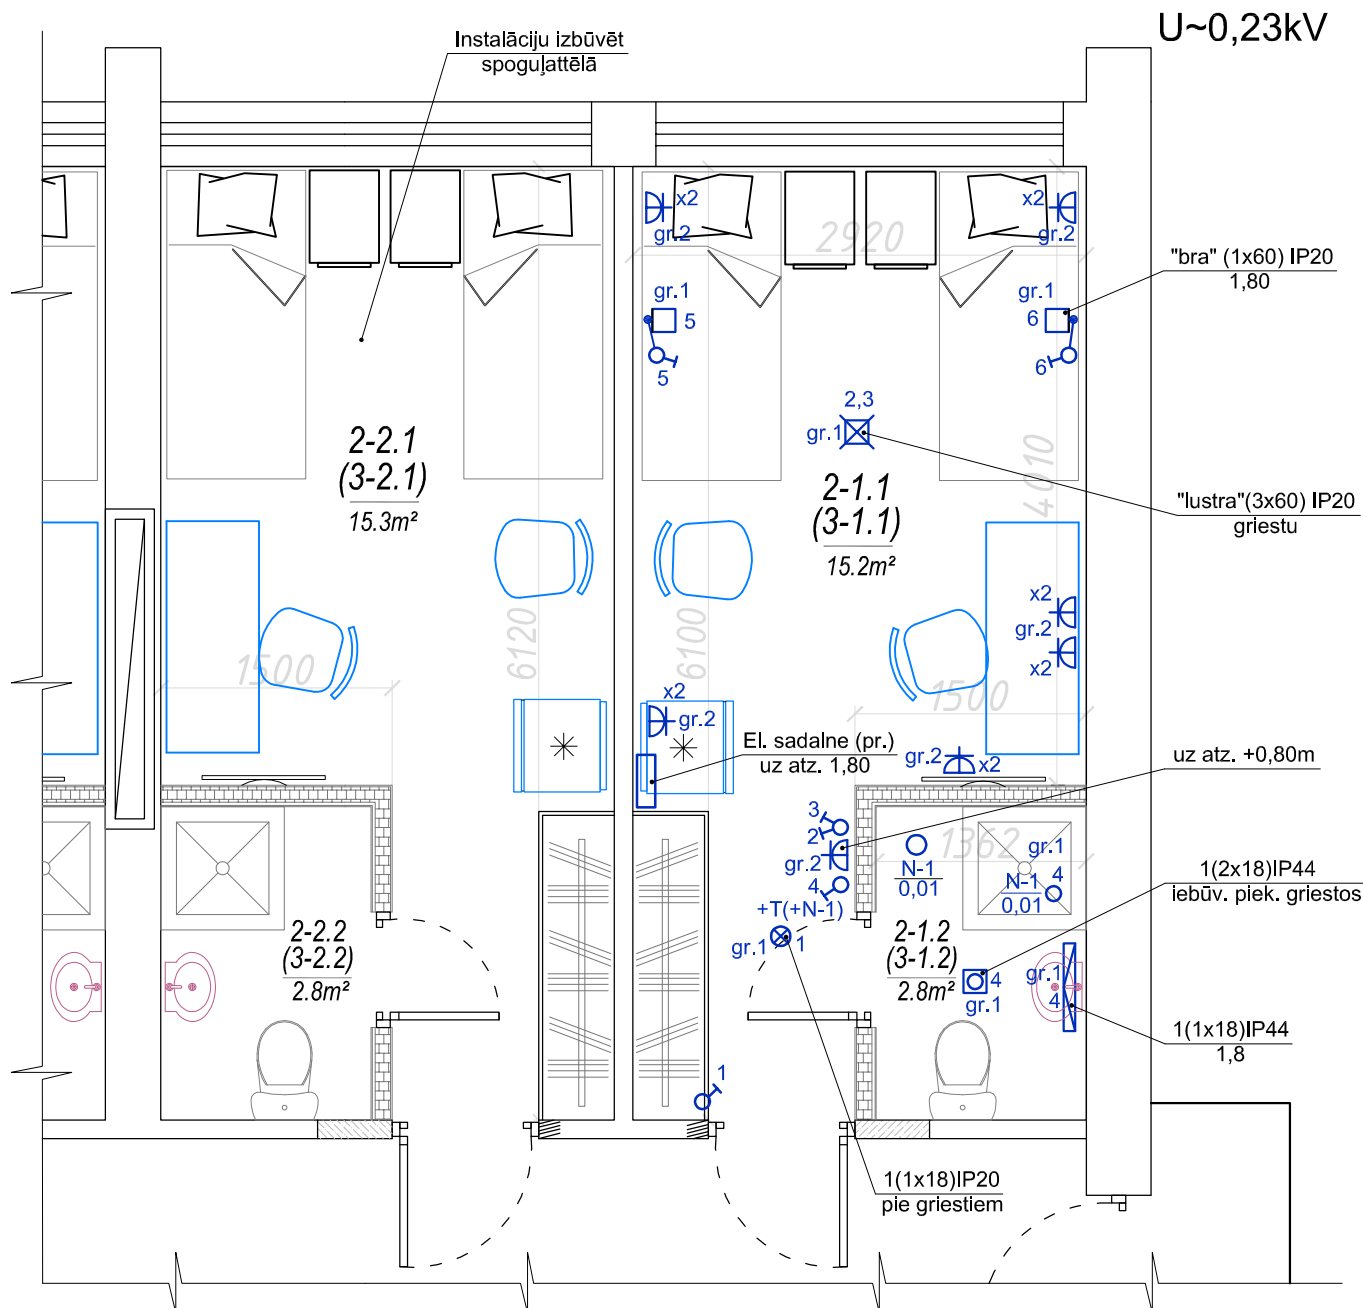 U~0,23kV
Instalāciju izbūvēt
spoguļattēlā
x2
gr.2
x2
gr.2
2920
"bra" (1x60) IP20
1,80
gr.1
5
5
gr.1
6
6
2,3
gr.1
4010
2-2.1
(3-2.1)
15.3m²
2-1.1
(3-1.1)
15.2m²
"lustra"(3x60) IP20
griestu
x2
gr.2
x2
6120
6100
1500
1500
x2
gr.2
El. sadalne (pr.)
uz atz. 1,80
gr.2
x2
uz atz. +0,80m
3
2
gr.2
4
N-1
0,01
1362
gr.1
4
N-1
0,01
1(2x18)IP44
iebūv. piek. griestos
+T(+N-1)
gr.1
1
2-2.2
(3-2.2)
2.8m²
2-1.2
(3-1.2)
2.8m²
4
gr.1
gr.1
4
1(1x18)IP44
1,8
1
1(1x18)IP20
pie griestiem